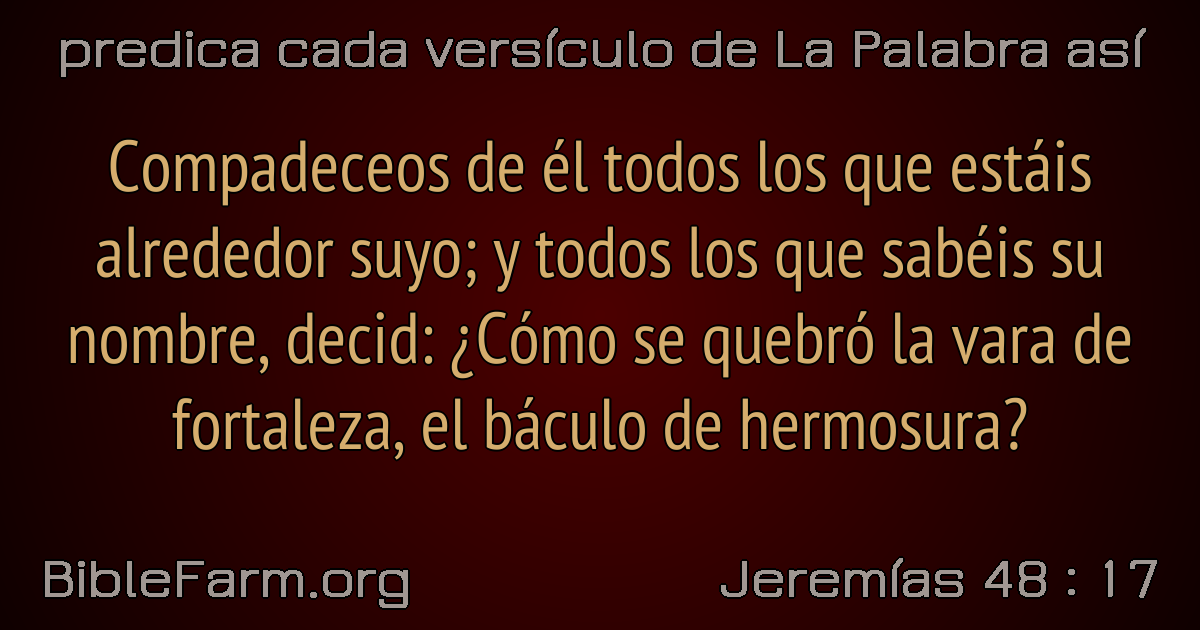 predica cada versículo de La Palabra así
Compadeceos de él todos los que estáis
alrededor suyo; y todos los que sabéis su
nombre, decid: ¿Cómo se quebró la vara de
fortaleza, el báculo de hermosura?
BibleFarm.org
Jeremías 48 : 17